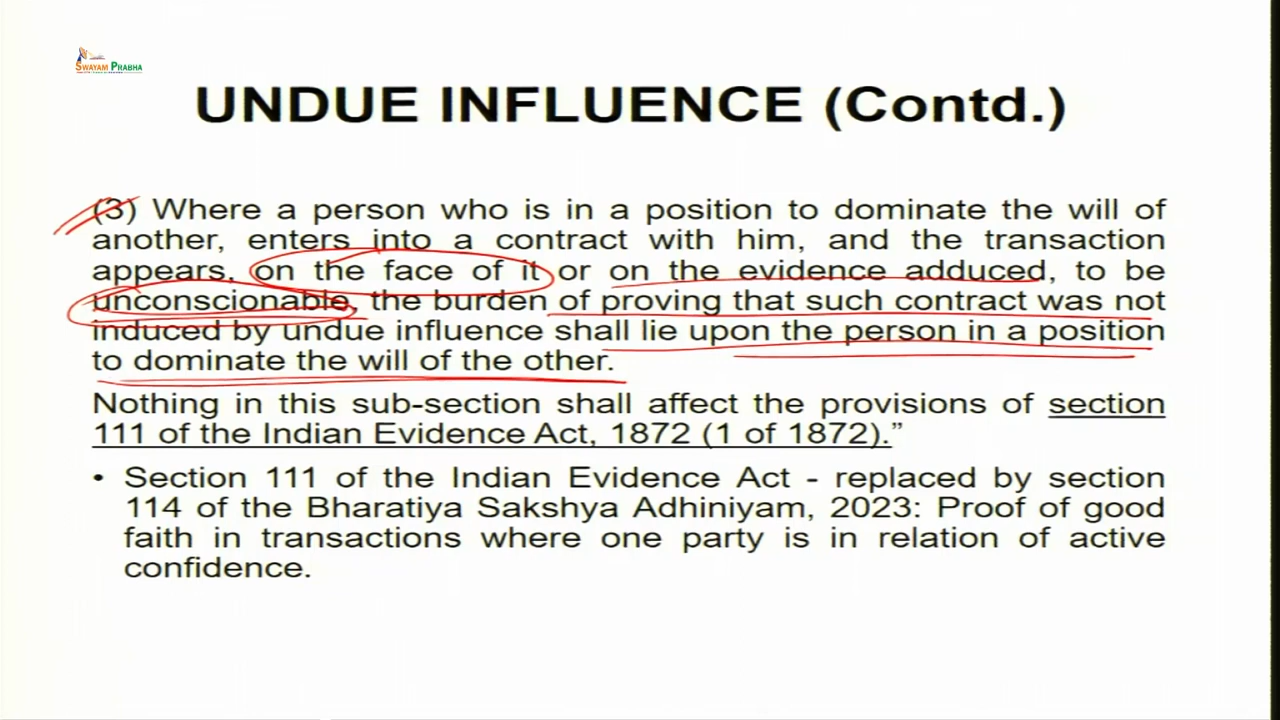 SWAYAM PRABHA
UNDUE INFLUENCE (Contd.)
(3) Where a person who is in a position to dominate the will of
another, enters into a contract with him, and the transaction
appears, on the face of it or on the evidence adduced, to be
unconscionable, the burden of proving that such contract was not
induced by undue influence shall lie upon the person in a position
to dominate the will of the other.
Nothing in this sub-section shall affect the provisions of section
111 of the Indian Evidence Act, 1872 (1 of 1872).”
• Section 111 of the Indian Evidence Act - replaced by section
114 of the Bharatiya Sakshya Adhiniyam, 2023: Proof of good
faith in transactions where one party is in relation of active
confidence.